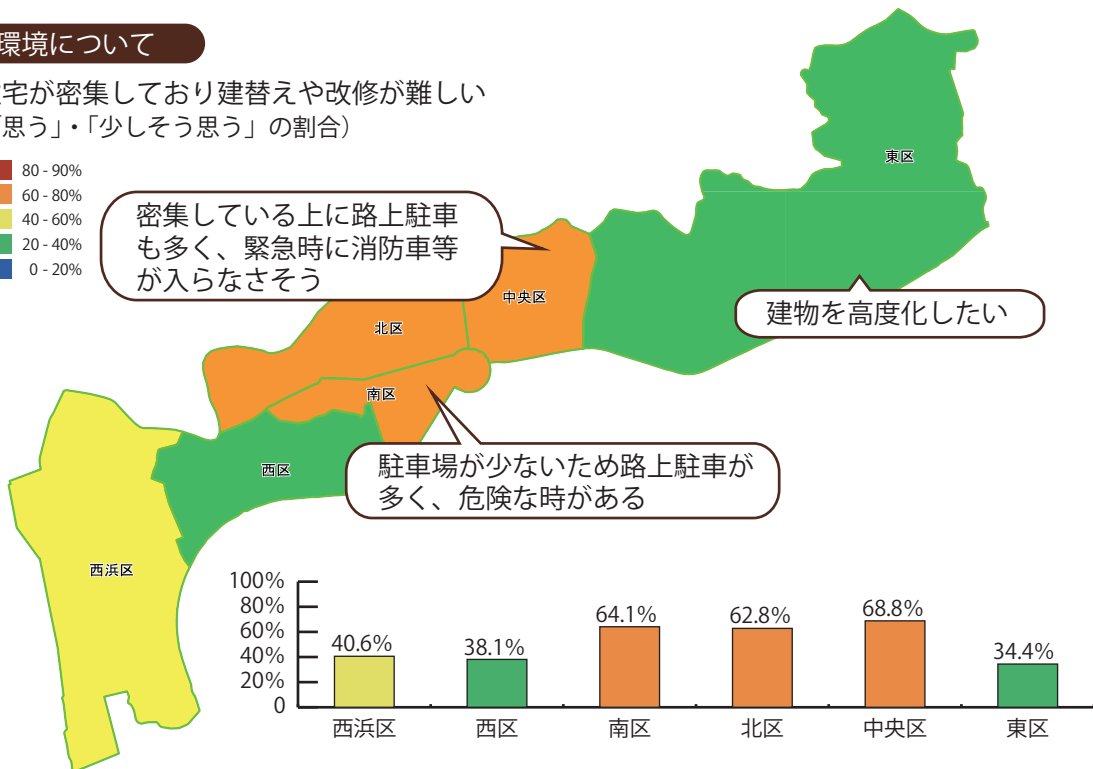 環境について
宅が密集しており建替えや改修が難しい
「思う」・「少しそう思う」の割合）
80 - 90%
60 - 80%
40 - 60%
20 - 40%
0 - 20%
密集している上に路上駐車
も多く、緊急時に消防車等
が入らなさそう
東区
中央区
建物を高度化したい
北区
南区
駐車場が少ないため路上駐車が
多く、危険な時がある
西区
西浜区
100%
80%
60%
40%
20%
0
40.6%
38.1%
64.1%
62.8%
68.8%
34.4%
西浜区
西区
南区
北区
中央区
東区